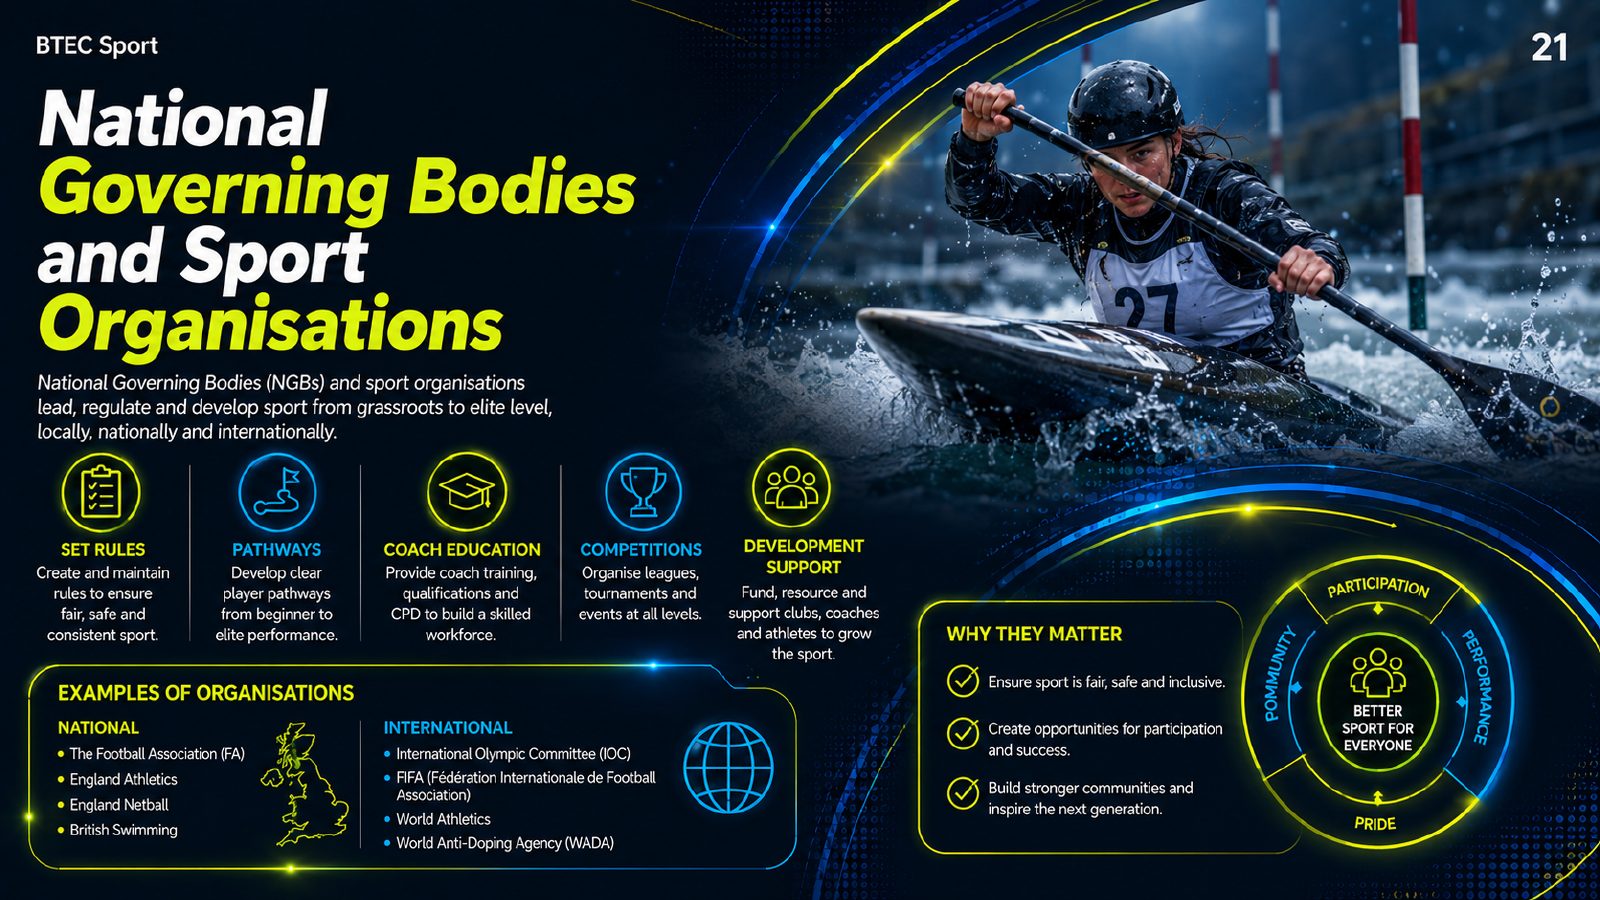 BTEC Sport
21
National
Governing Bodies
and Sport
Organisations
National Governing Bodies (NGBs) and sport organisations
lead, regulate and develop sport from grassroots to elite level,
locally, nationally and internationally.
27
SET RULES
Create and maintain
rules to ensure
fair, safe and
consistent sport.
PATHWAYS
Develop clear
player pathways
from beginner to
elite performance.
COACH EDUCATION
Provide coach training,
qualifications and
CPD to build a skilled
workforce.
COMPETITIONS
Organise leagues,
tournaments and
events at all levels.
DEVELOPMENT
SUPPORT
Fund, resource and
support clubs, coaches
and athletes to grow
the sport.
EXAMPLES OF ORGANISATIONS
NATIONAL
• The Football Association (FA)
• England Athletics
• England Netball
• British Swimming
INTERNATIONAL
• International Olympic Committee (IOC)
• FIFA (Fédération Internationale de Football
Association)
• World Athletics
• World Anti-Doping Agency (WADA)
WHY THEY MATTER
Ensure sport is fair, safe and inclusive.
Create opportunities for participation
and success.
Build stronger communities and
inspire the next generation.
PARTICIPATION
POMMUNITY
PERFORMANCE
BETTER
SPORT FOR
EVERYONE
PRIDE